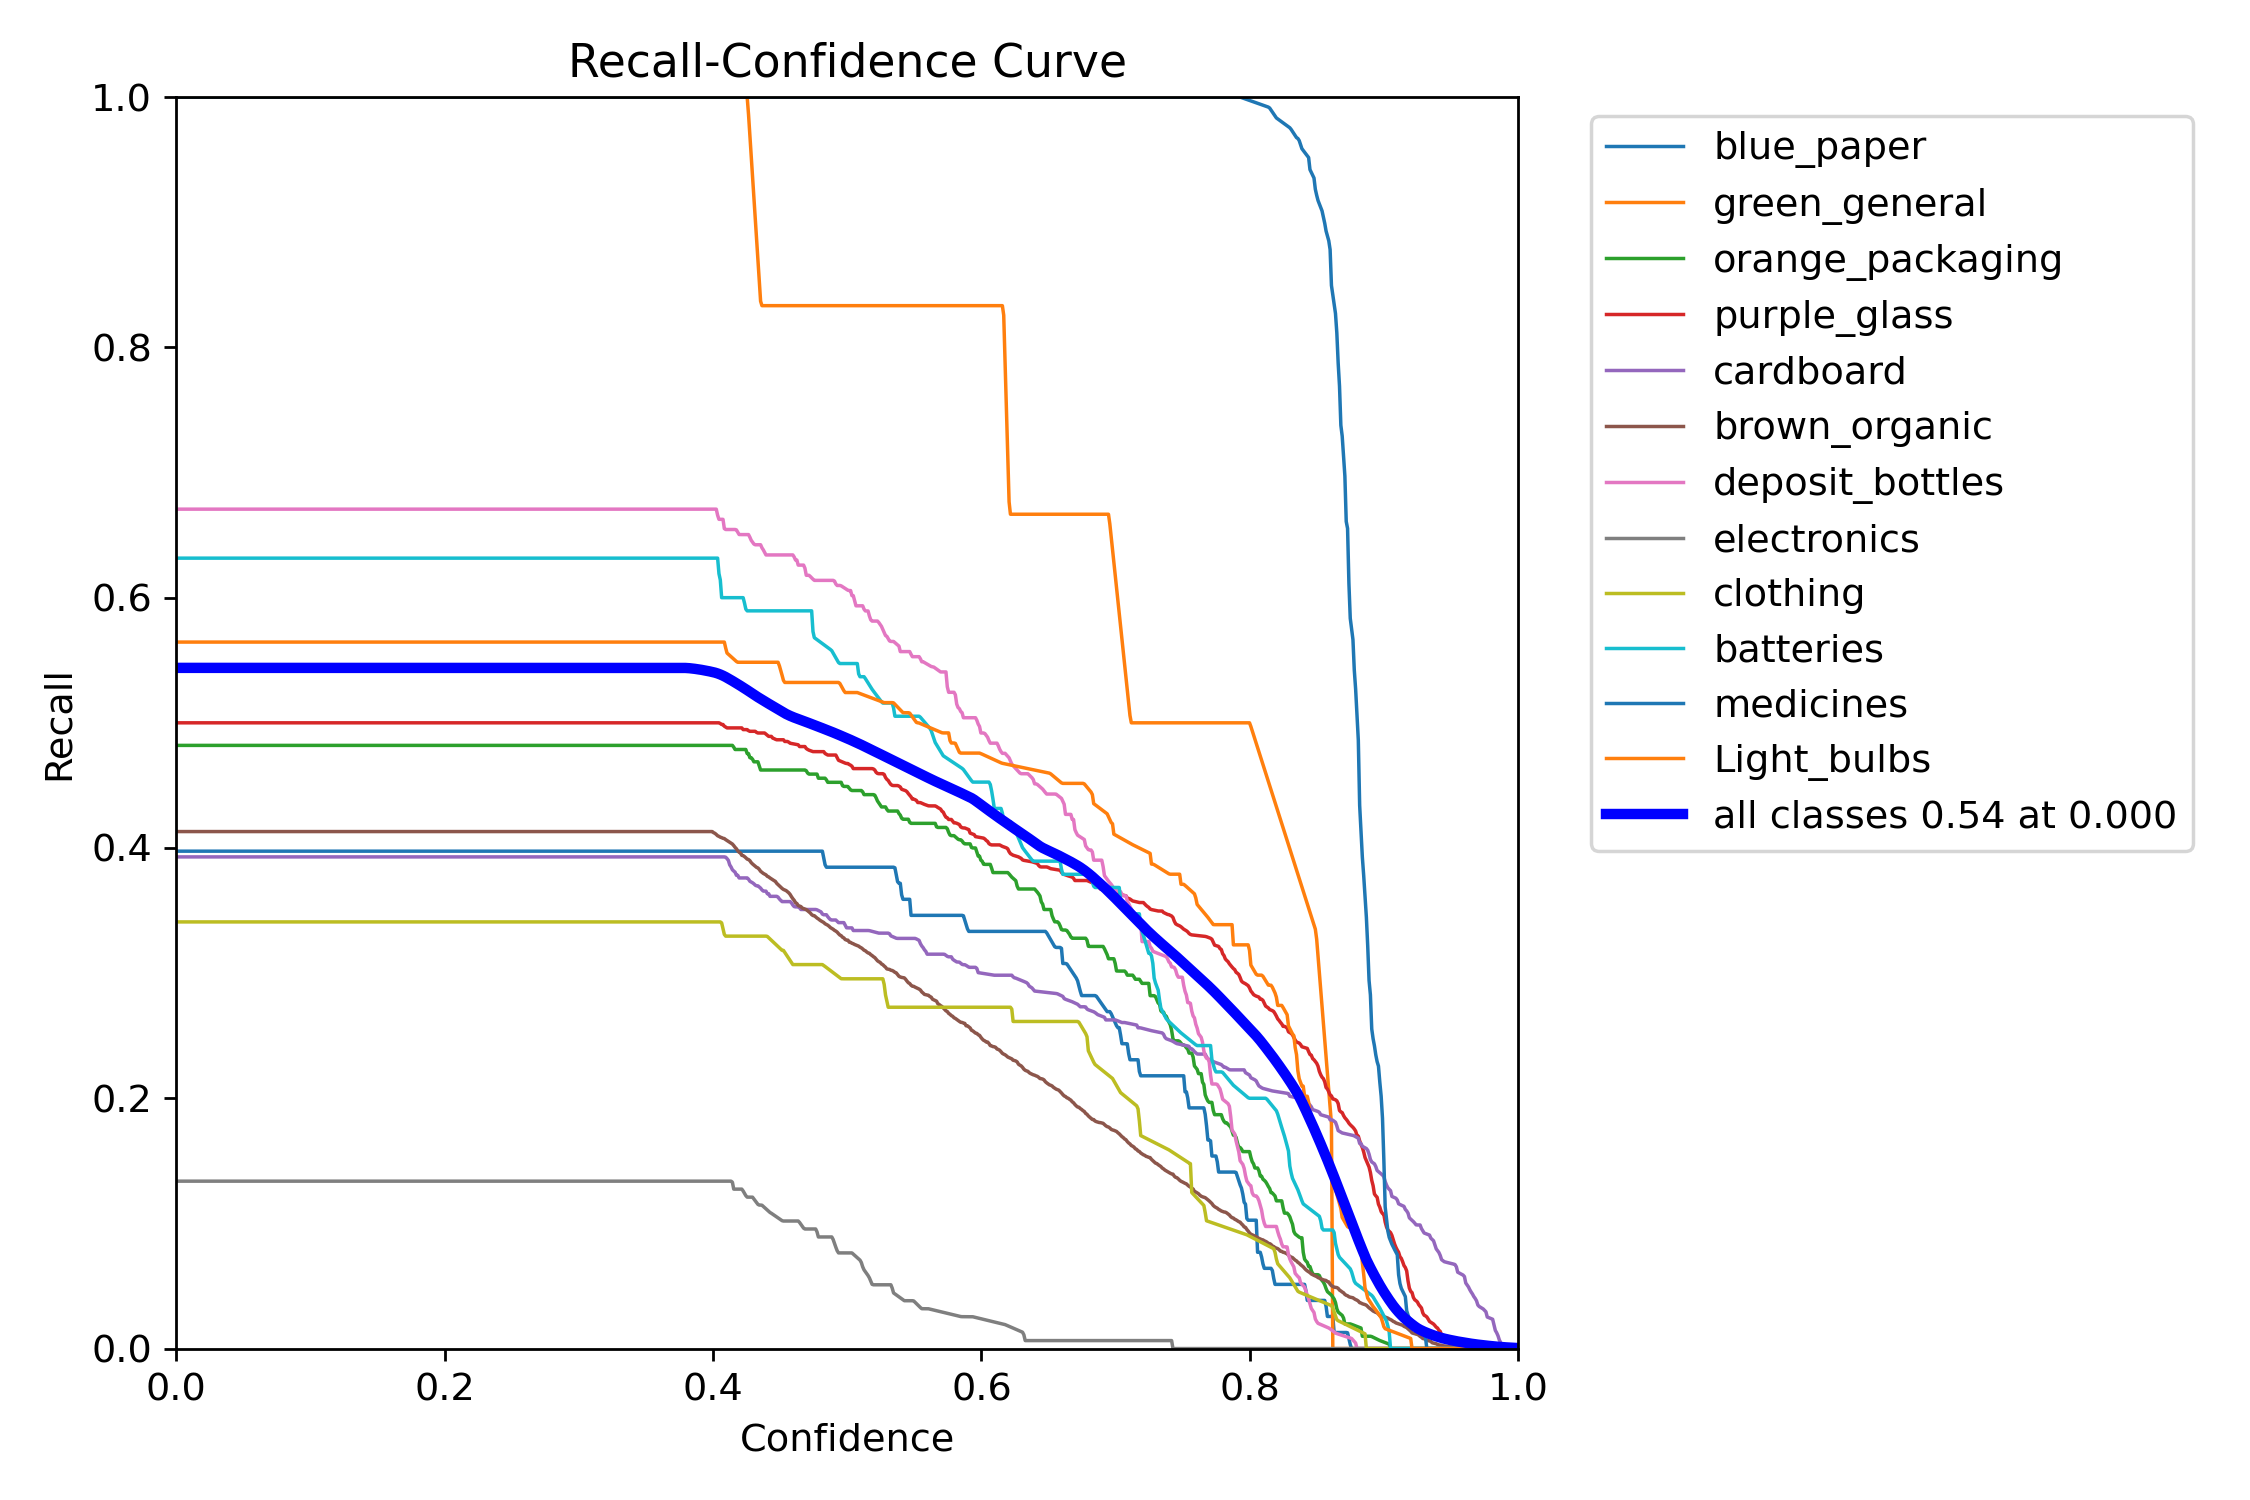 Recall-Confidence Curve
1.0
0.8
0.6
0.4
0.2
0.0
Recall
0.0 0.2 0.4 0.6 0.8 1.0
Confidence
blue_paper
green_general
orange_packaging
purple_glass
cardboard
brown_organic
deposit_bottles
electronics
clothing
batteries
medicines
Light_bulbs
all classes 0.54 at 0.000